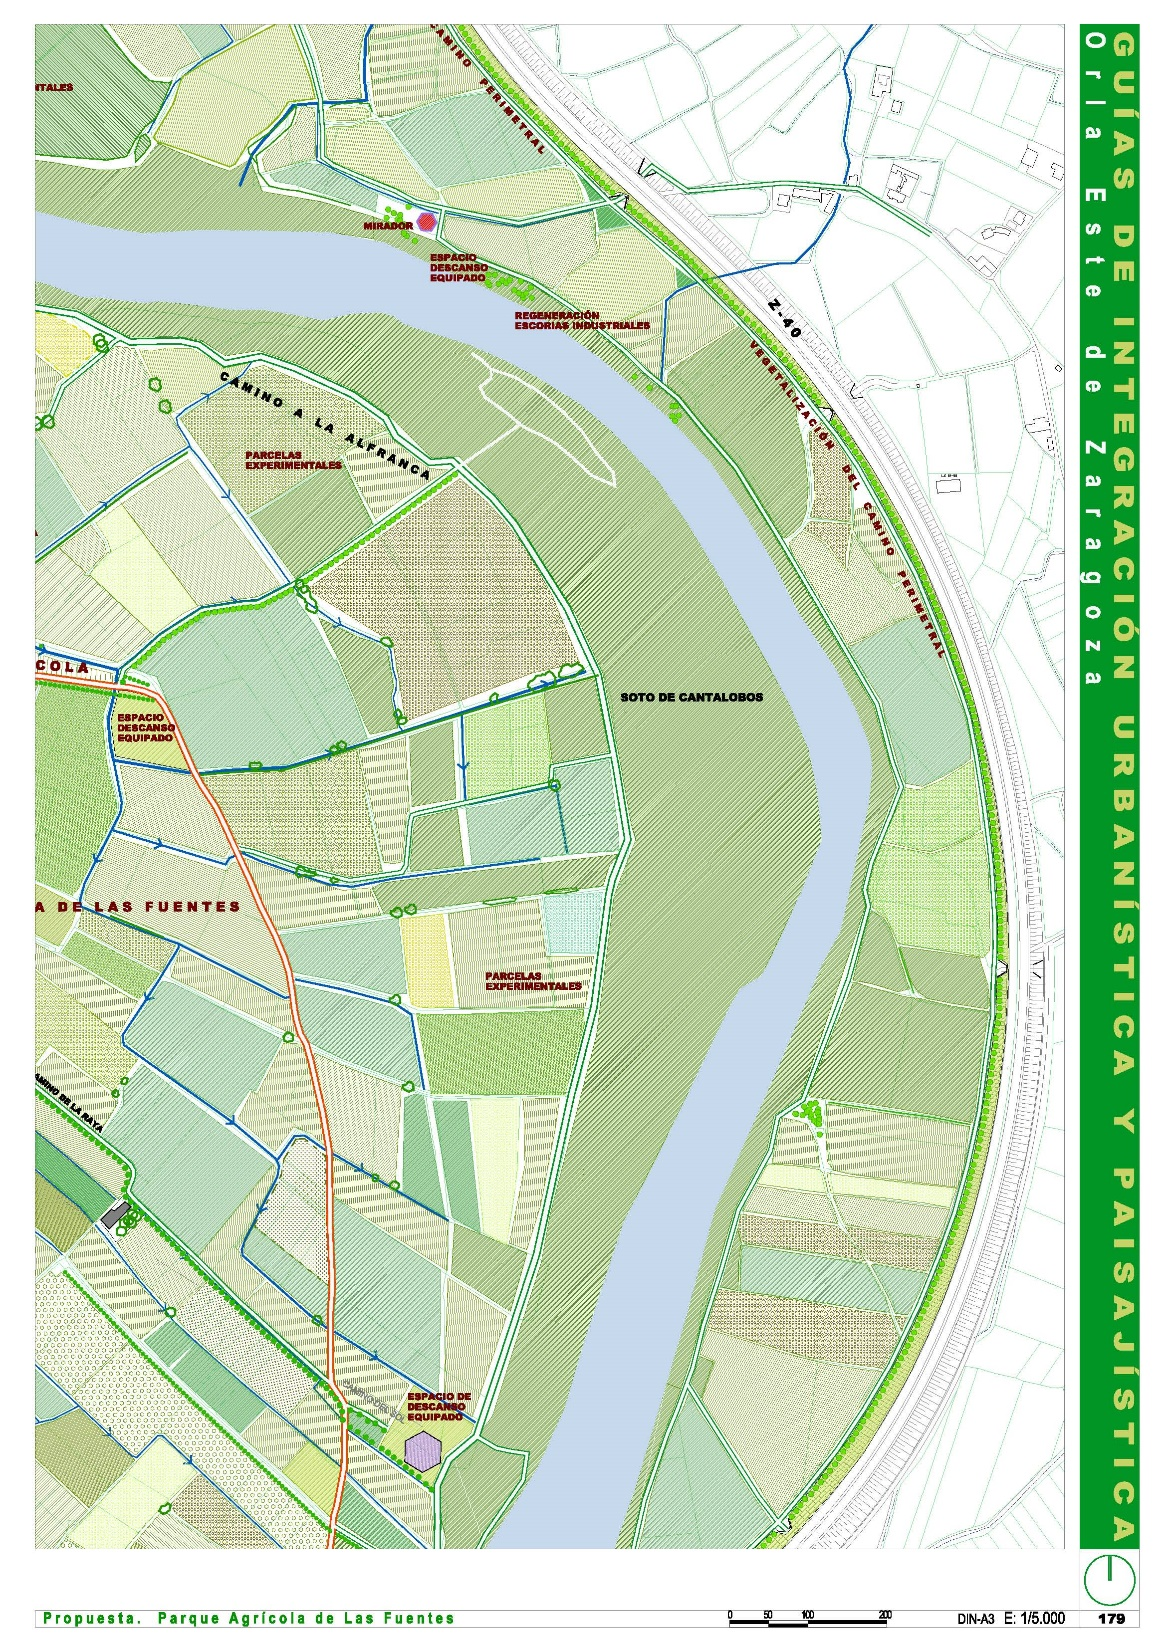 NTALES
CAMINO PERIMETRAL
MIRADOR
ESPACIO
DESCANSO
EQUIPADO
REGENERACIÓN
ESCORIAS INDUSTRIALES
Z-40
VEGETALIZACIÓN DEL CAMINO PERIMETRAL
CAMINO A LA ALFRANCA
PARCELAS
EXPERIMENTALES
COLA
ESPACIO
DESCANSO
EQUIPADO
SOTO DE CANTALOBOS
A DE LAS FUENTES
PARCELAS
EXPERIMENTALES
AMINO DE LA RAYA
ESPACIO DE
DESCANSO
EQUIPADO
GUÍAS DE INTEGRACIÓN URBANÍSTICA Y PAISAJÍSTICA
Orla Este de Zaragoza
Propuesta. Parque Agrícola de Las Fuentes
0 50 100 200
DIN-A3 E: 1/5.000
179